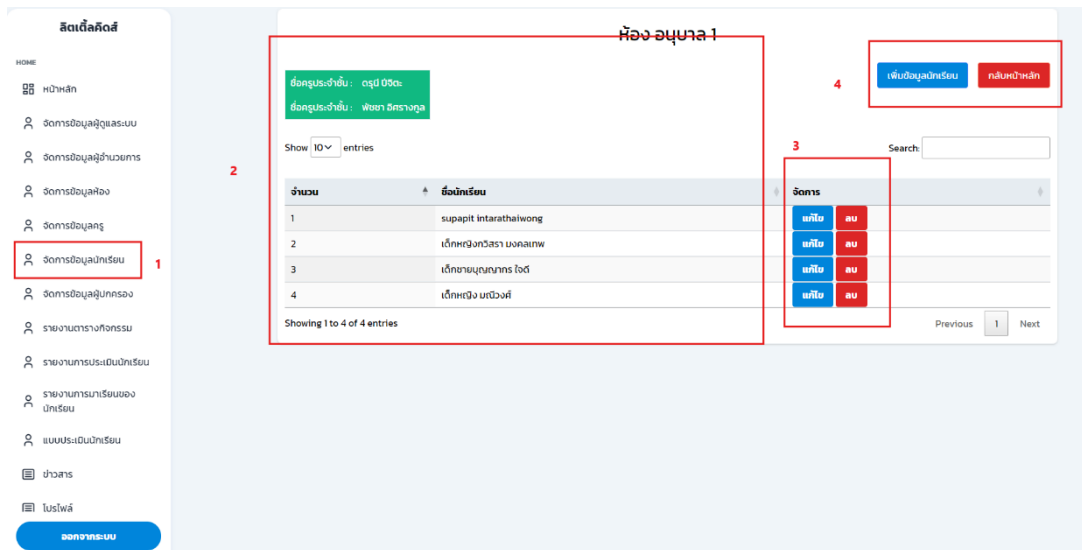 ลิตเติ้ลคิดส์
HOME
หน้าหลัก
จัดการข้อมูลผู้ดูแลระบบ
จัดการข้อมูลผู้อำนวยการ
จัดการข้อมูลห้อง
จัดการข้อมูลครู
จัดการข้อมูลนักเรียน
1
จัดการข้อมูลผู้ปกครอง
รายงานตารางกิจกรรม
รายงานการประเมินนักเรียน
รายงานการมาเรียนของ
นักเรียน
แบบประเมินนักเรียน
ข่าวสาร
โปรไฟล์
ออกจากระบบ
ห้อง อนุบาล 1
2
ชื่อครูประจำชั้น : ดรุปี ปิจิตะ
ชื่อครูประจำชั้น : พัชชา อิศรางกูล
4
เพิ่มข้อมูลนักเรียน กลับหน้าหลัก
Show 10 entries
3
Search:
จำนวน ชื่อนักเรียน จัดการ
1 supapit intarathaiwong แก้ไข ลบ
2 เด็กหญิงกวิสรา มงคลเทพ แก้ไข ลบ
3 เด็กชายบุญญากร ใจดี แก้ไข ลบ
4 เด็กหญิง มณีวงศ์ แก้ไข ลบ
Showing 1 to 4 of 4 entries
Previous 1 Next